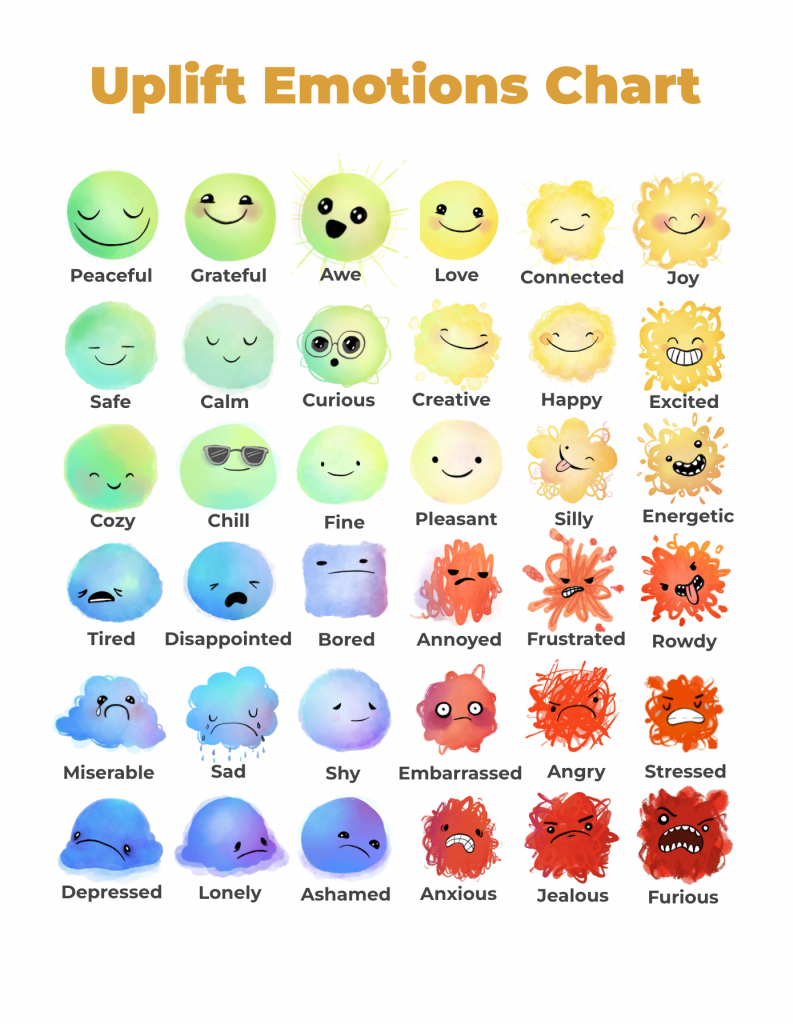 Uplift Emotions Chart
Peaceful Grateful Awe Love Connected Joy
Safe Calm Curious Creative Happy Excited
Cozy Chill Fine Pleasant Silly Energetic
Tired Disappointed Bored Annoyed Frustrated Rowdy
Miserable Sad Shy Embarrassed Angry Stressed
Depressed Lonely Ashamed Anxious Jealous Furious